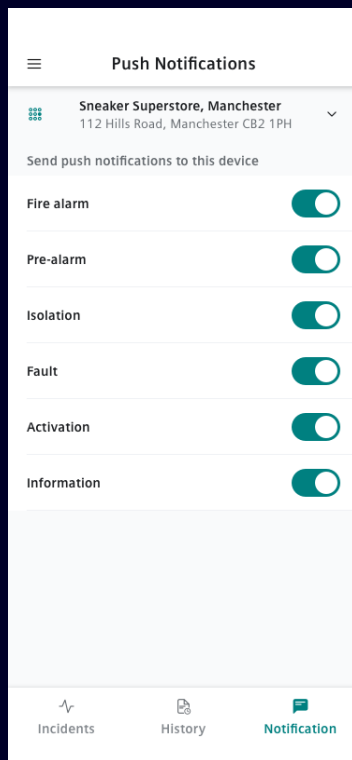 Push Notifications
Sneaker Superstore, Manchester
112 Hills Road, Manchester CB2 1PH
Send push notifications to this device
Fire alarm
Pre-alarm
Isolation
Fault
Activation
Information
Incidents
History
Notification